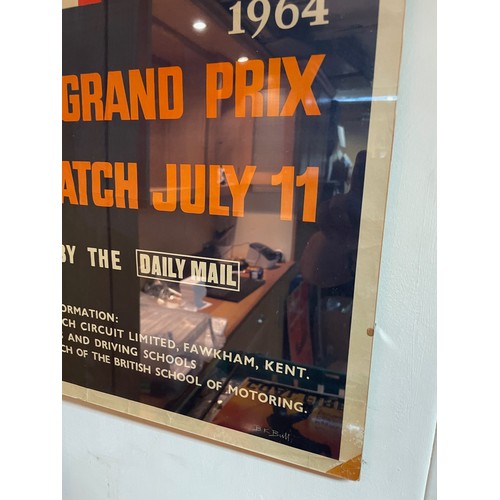 1964
GRAND PRIX
ATCH JULY 11
BY THE DAILY MAIL
ORMATION:
CH CIRCUIT LIMITED, FAWKHAM, KENT.
AND DRIVING SCHOOLS
CH OF THE BRITISH SCHOOL OF MOTORING.